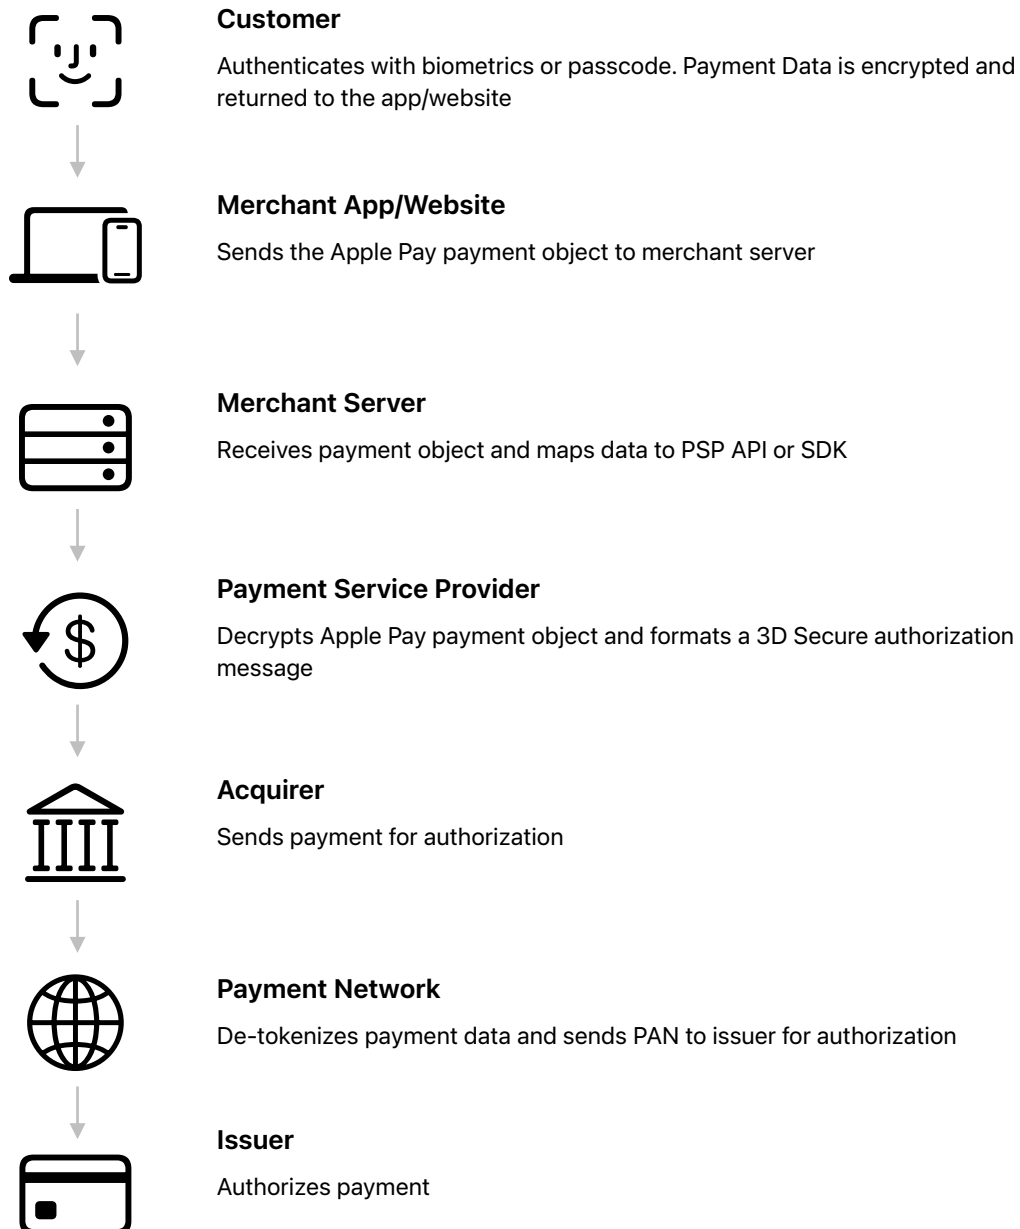 Customer
Authenticates with biometrics or passcode. Payment Data is encrypted and
returned to the app/website
Merchant App/Website
Sends the Apple Pay payment object to merchant server
Merchant Server
Receives payment object and maps data to PSP API or SDK
Payment Service Provider
Decrypts Apple Pay payment object and formats a 3D Secure authorization
message
$
Acquirer
Sends payment for authorization
Payment Network
De-tokenizes payment data and sends PAN to issuer for authorization
Issuer
Authorizes payment